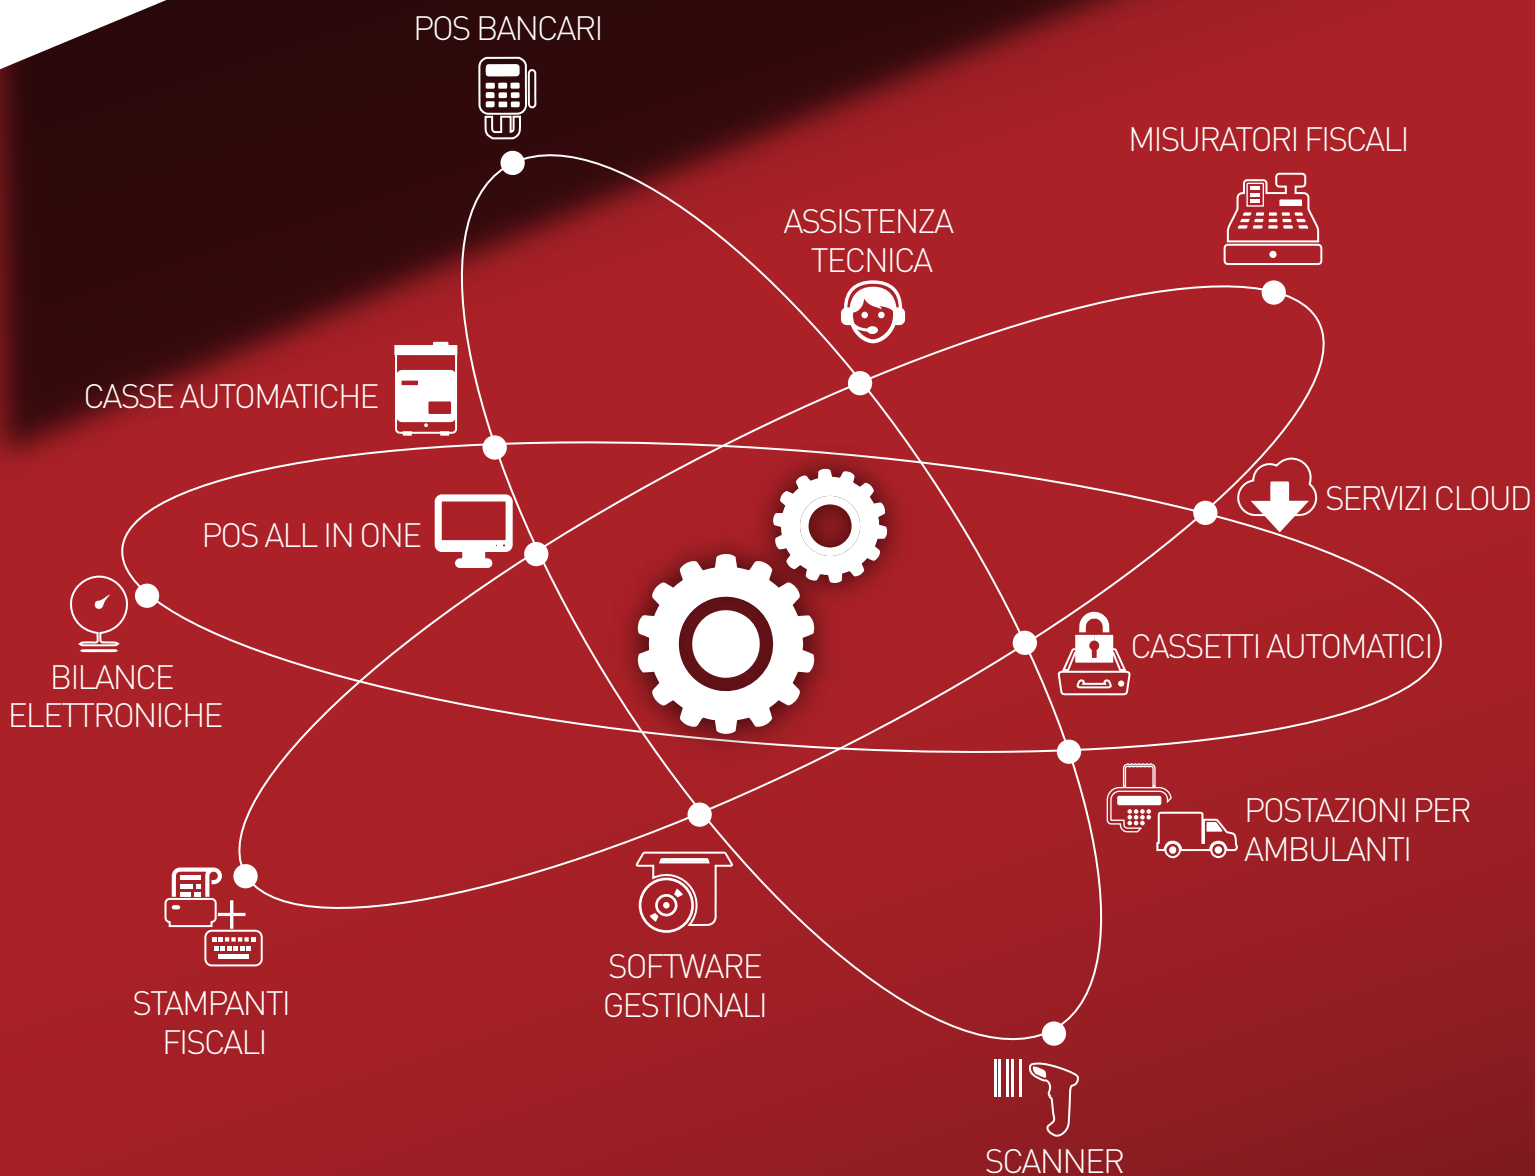 POS BANCARI
MISURATORI FISCALI
ASSISTENZA
TECNICA
CASSE AUTOMATICHE
SERVIZI CLOUD
POS ALL IN ONE
CASSETTI AUTOMATICI
BILANCE
ELETTRONICHE
POSTAZIONI PER
AMBULANTI
SOFTWARE
GESTIONALI
STAMPANTI
FISCALI
SCANNER